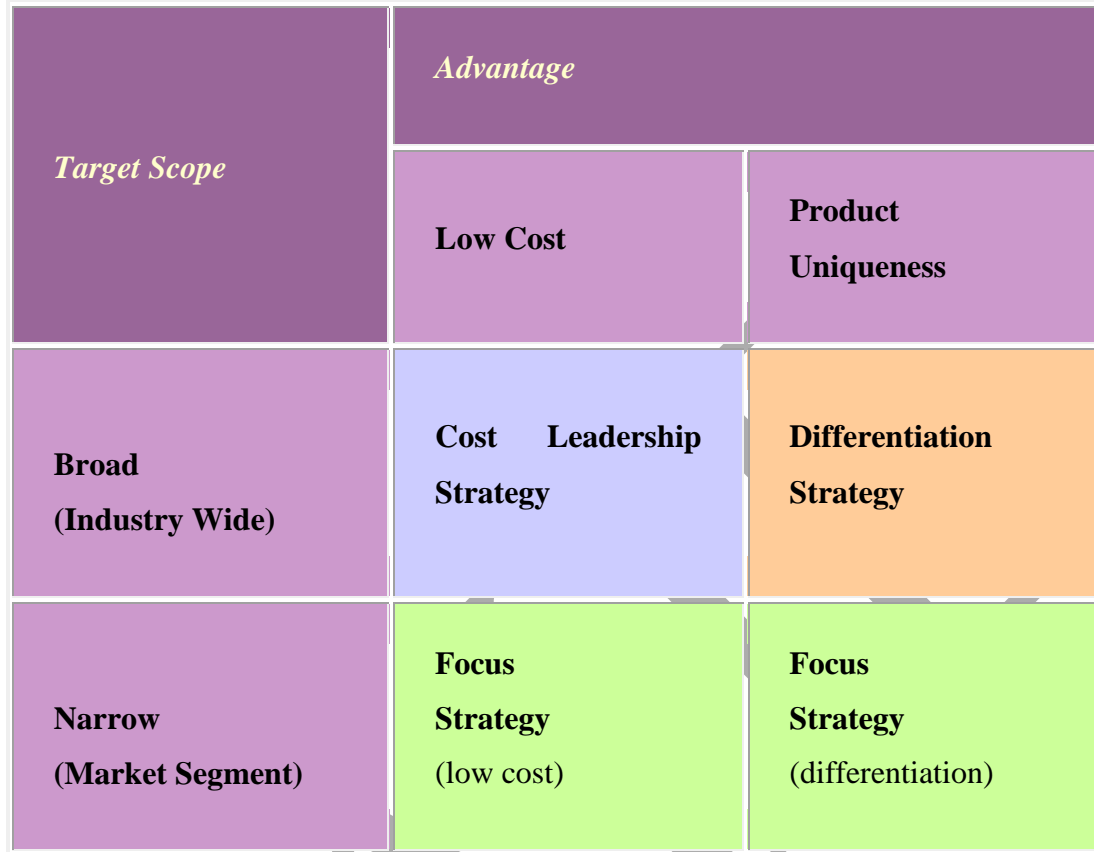 Target Scope
Advantage
Low Cost
Product
Uniqueness
Broad
(Industry Wide)
Cost Leadership
Strategy
Differentiation
Strategy
Narrow
(Market Segment)
Focus
Strategy
(low cost)
Focus
Strategy
(differentiation)